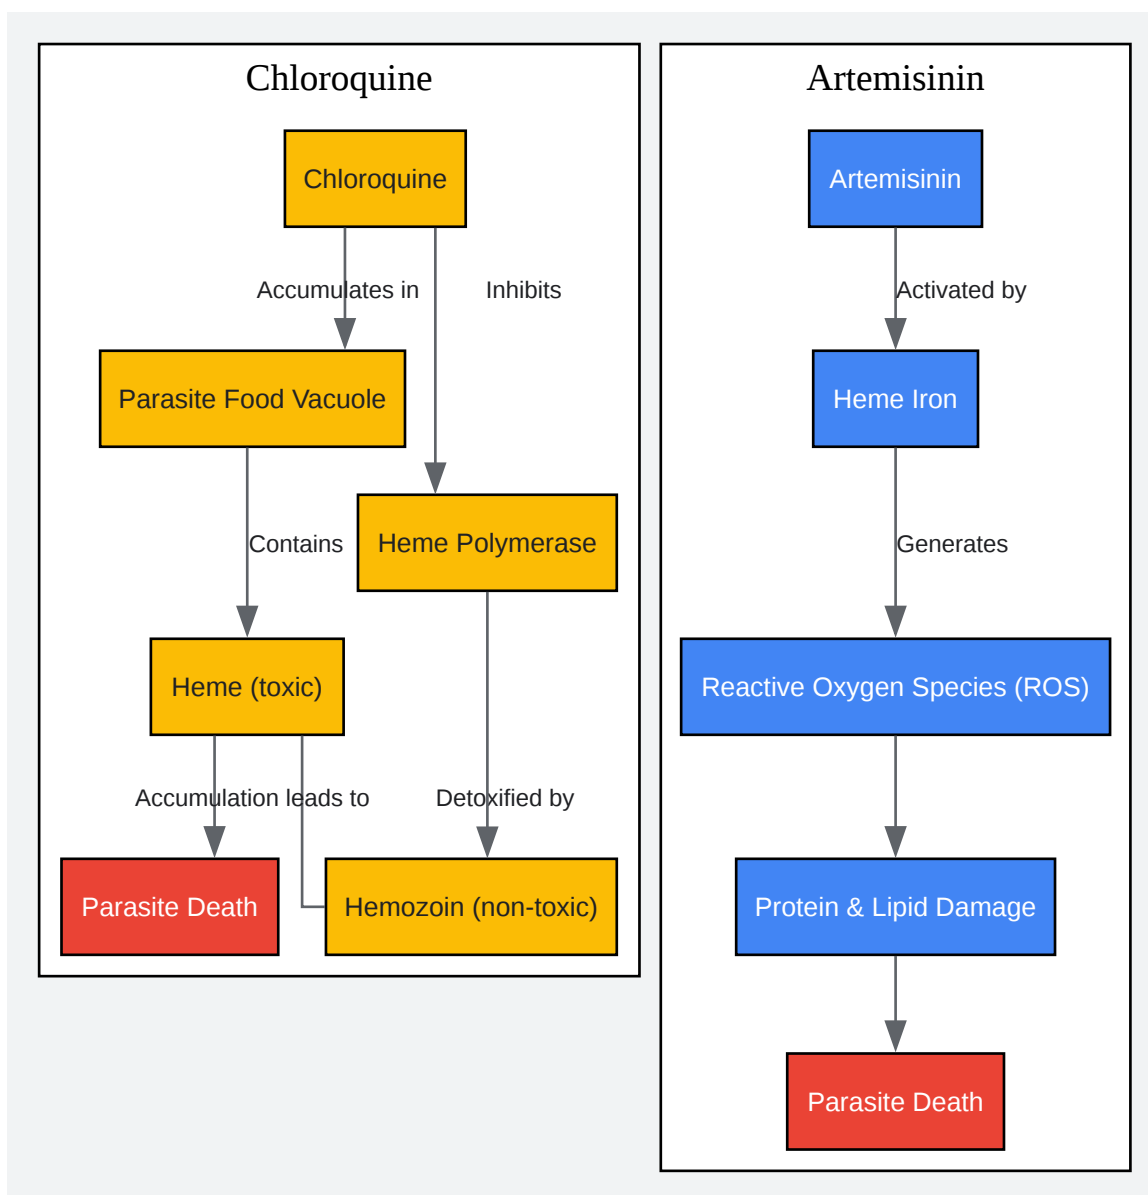 Chloroquine
Chloroquine
Accumulates in
Inhibits
Parasite Food Vacuole
Contains
Heme Polymerase
Heme (toxic)
Accumulation leads to
Detoxified by
Parasite Death
Hemozoin (non-toxic)
Artemisinin
Artemisinin
Activated by
Heme Iron
Generates
Reactive Oxygen Species (ROS)
Protein & Lipid Damage
Parasite Death